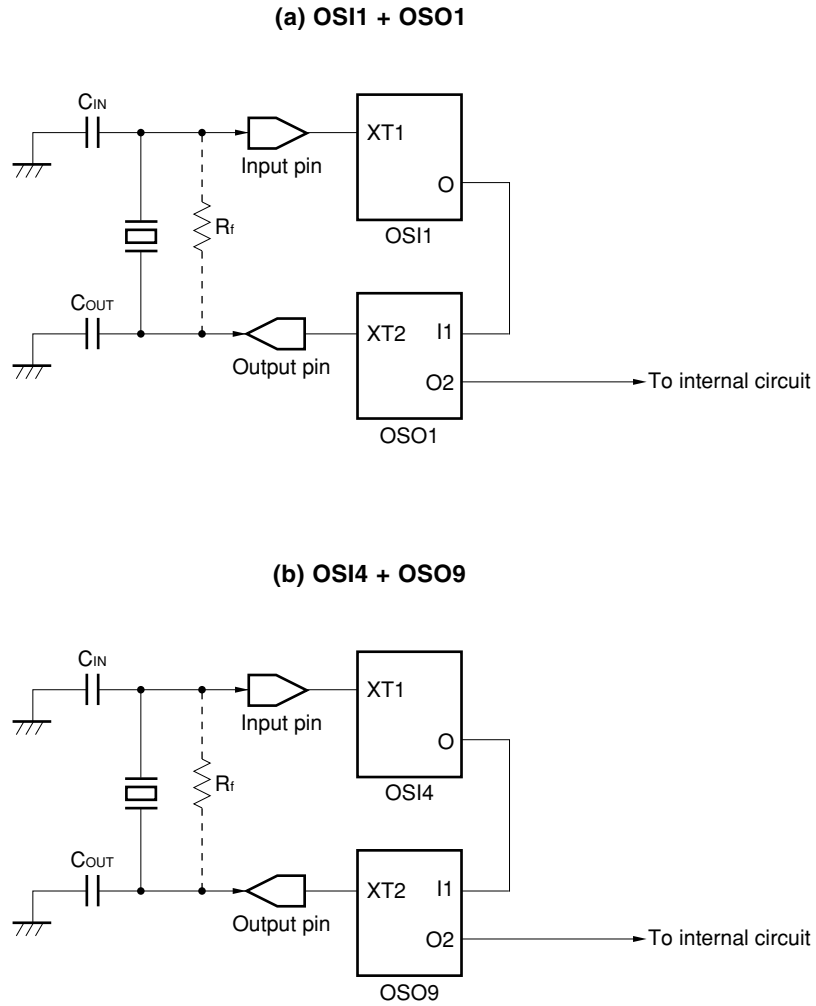 (a) OSI1 + OSO1
CIN
XT1
Input pin
O
Rf
OSI1
COUT
XT2
I1
Output pin
O2
To internal circuit
OSO1
(b) OSI4 + OSO9
CIN
XT1
Input pin
O
Rf
OSI4
COUT
XT2
I1
Output pin
O2
To internal circuit
OSO9